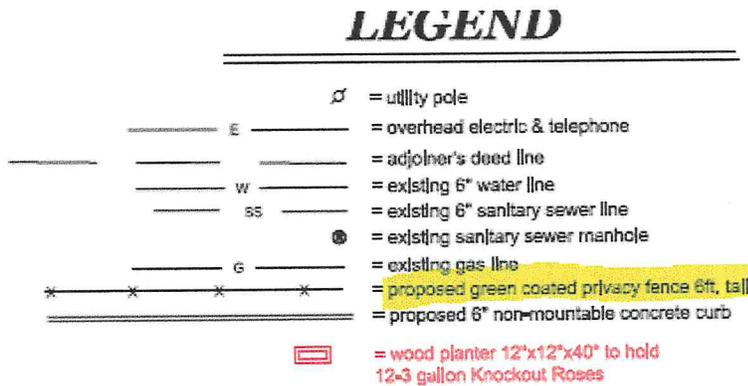 LEGEND
= utility pole
E = overhead electric & telephone
= adjoiner's deed line
W = existing 6" water line
SS = existing 6" sanitary sewer line
= existing sanitary sewer manhole
G = existing gas line
= proposed green coated privacy fence 6ft. tall
= proposed 6" non-mountable concrete curb
= wood planter 12"x12"x40" to hold
12-3 gallon Knockout Roses